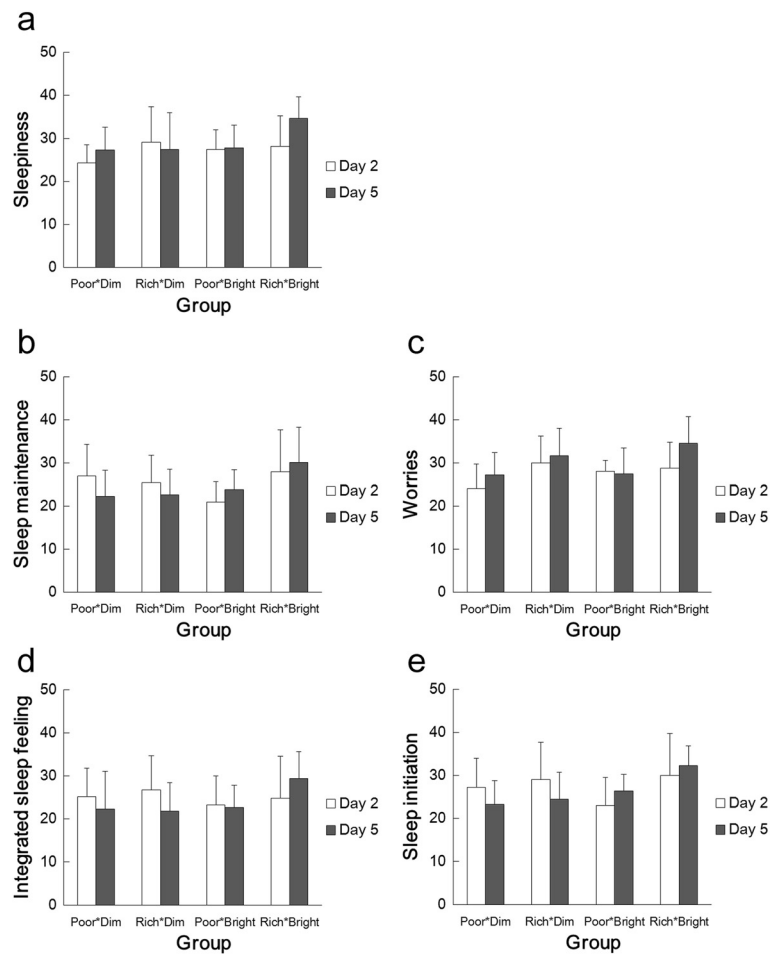 a
Sleepiness
50
40
30
20
10
0
Poor*Dim Rich*Dim Poor*Bright Rich*Bright
Group
Day 2
Day 5
b
Sleep maintenance
50
40
30
20
10
0
Poor*Dim Rich*Dim Poor*Bright Rich*Bright
Group
Day 2
Day 5
c
Worries
50
40
30
20
10
0
Poor*Dim Rich*Dim Poor*Bright Rich*Bright
Group
Day 2
Day 5
d
Integrated sleep feeling
50
40
30
20
10
0
Poor*Dim Rich*Dim Poor*Bright Rich*Bright
Group
Day 2
Day 5
e
Sleep initiation
50
40
30
20
10
0
Poor*Dim Rich*Dim Poor*Bright Rich*Bright
Group
Day 2
Day 5